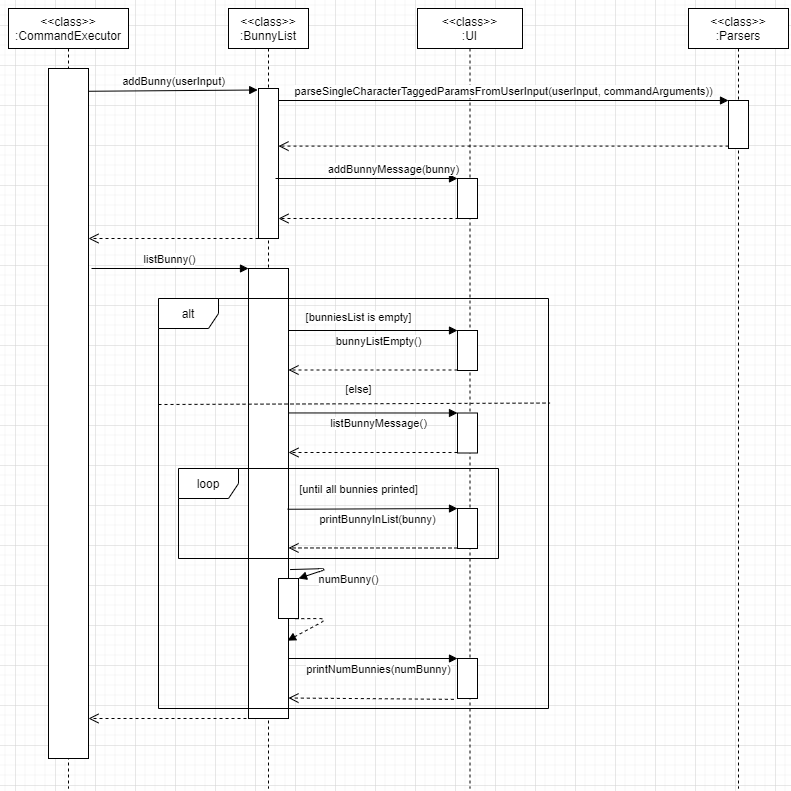 <<class>>
:CommandExecutor
<<class>>
:BunnyList
<<class>>
:UI
<<class>>
:Parsers
addBunny(userInput)
parseSingleCharacterTaggedParamsFromUserInput(userInput, commandArguments))
addBunnyMessage(bunny)
listBunny()
alt
[bunniesList is empty]
bunnyListEmpty()
[else]
listBunnyMessage()
loop
[until all bunnies printed]
printBunnyInList(bunny)
numBunny()
printNumBunnies(numBunny)